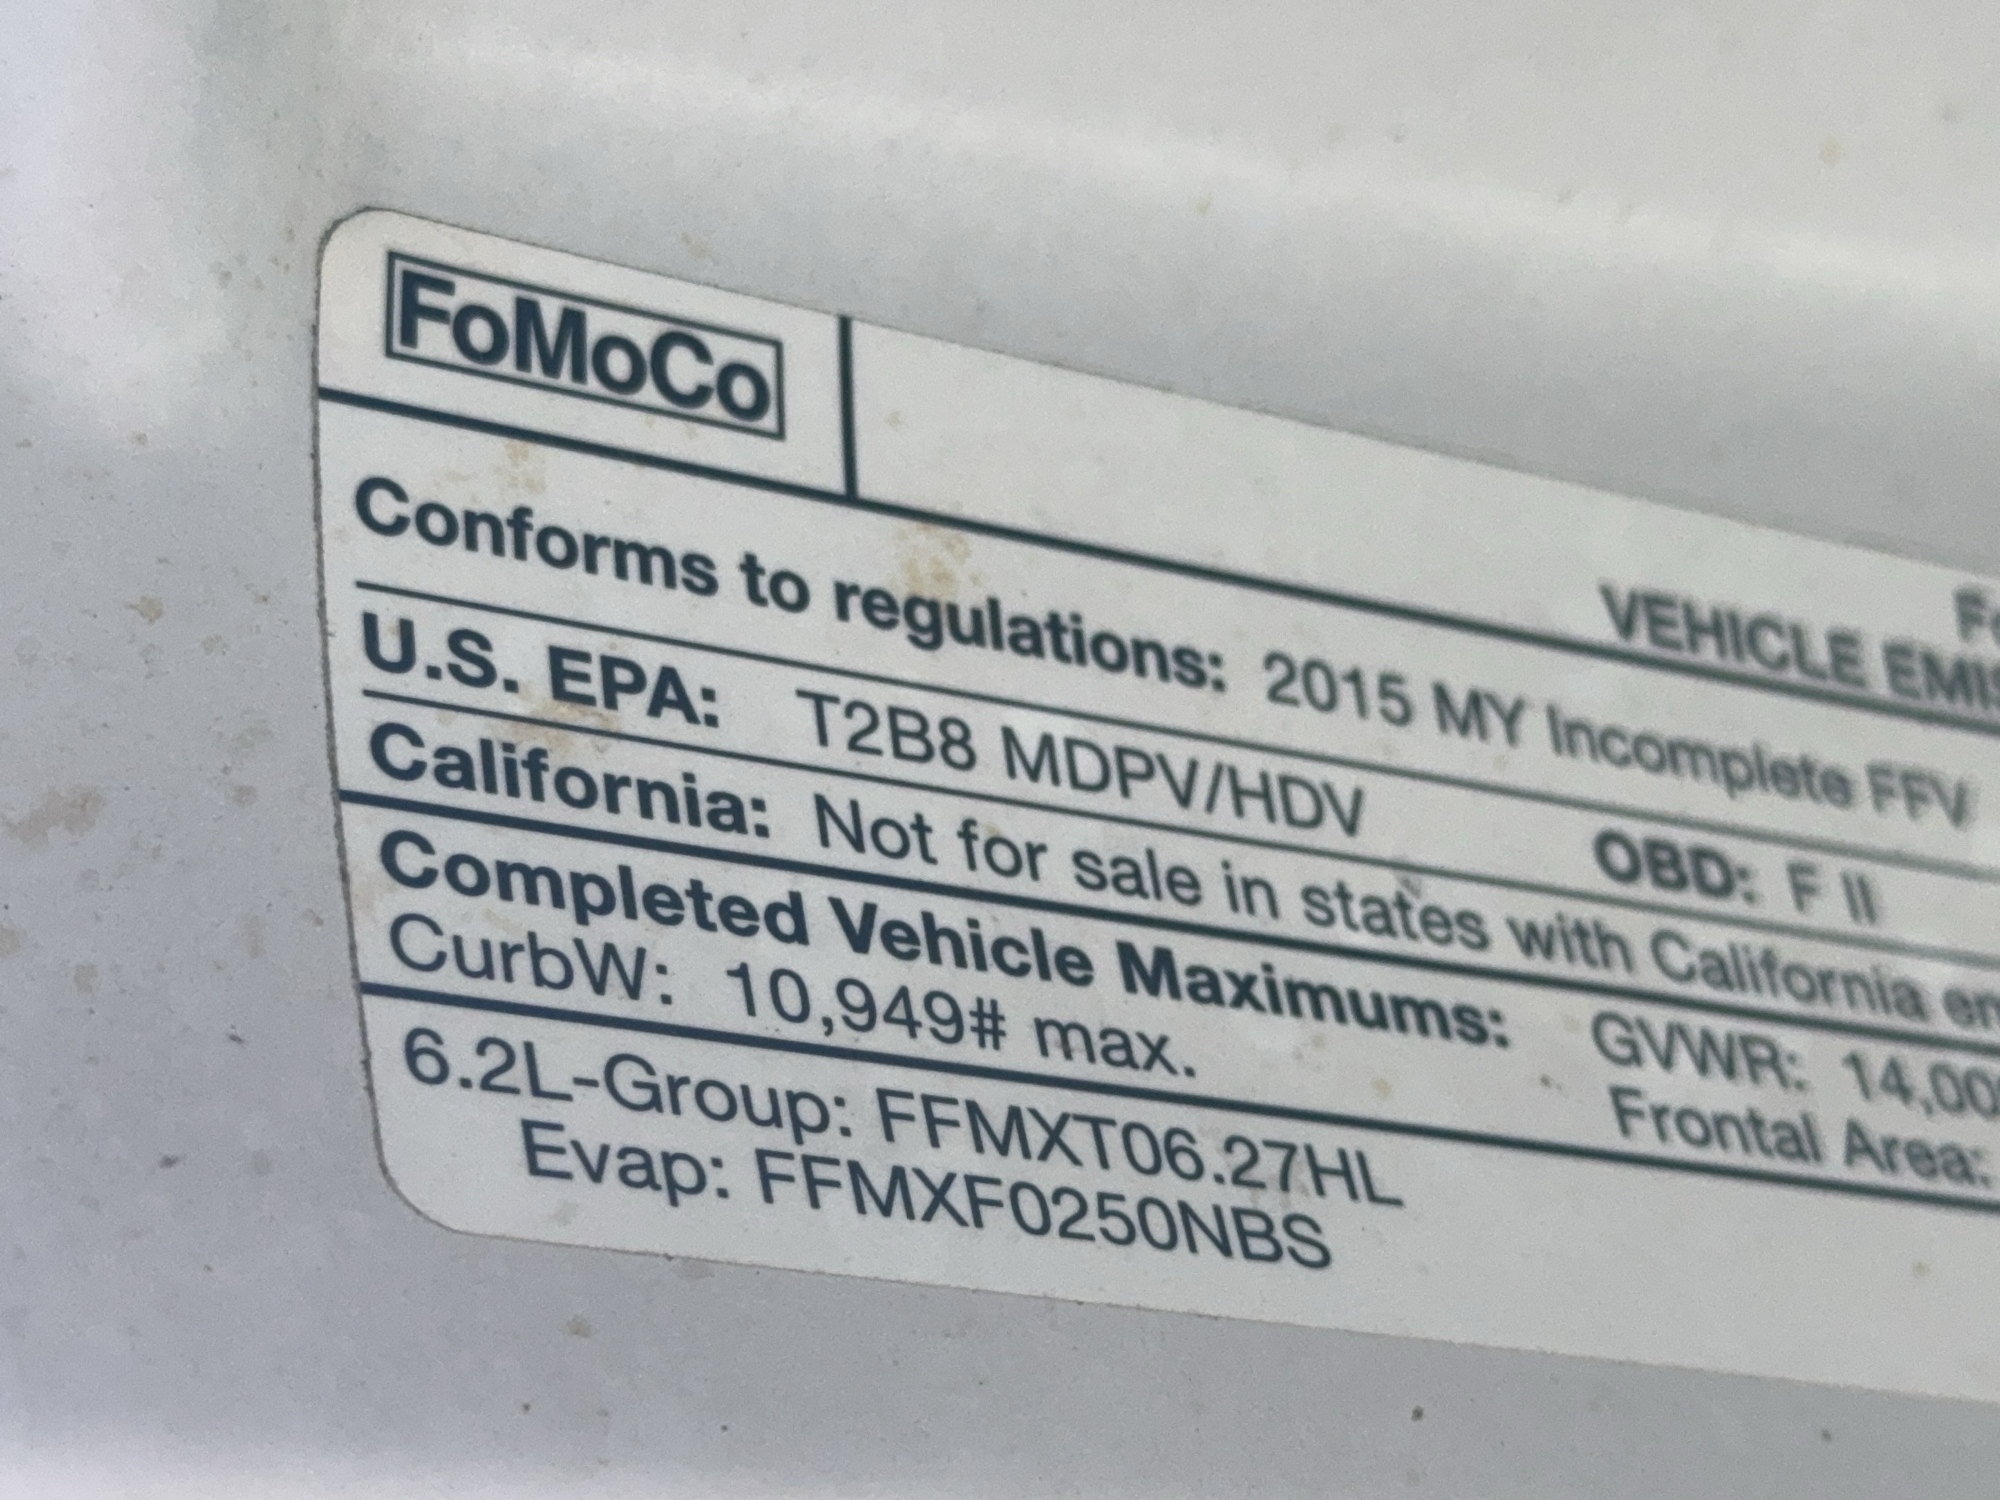 FoMoCo
VEHICLE
Conforms to regulations: 2015 MY Incomplete FFV
U.S. EPA: T2B8 MDPV/HDV OBD: F II
California: Not for sale in states with California
Completed Vehicle Maximums: GVWR:
CurbW: 10,949# max. Frontal Area:
6.2L-Group: FFMXT06.27HL
Evap: FFMXF0250NBS